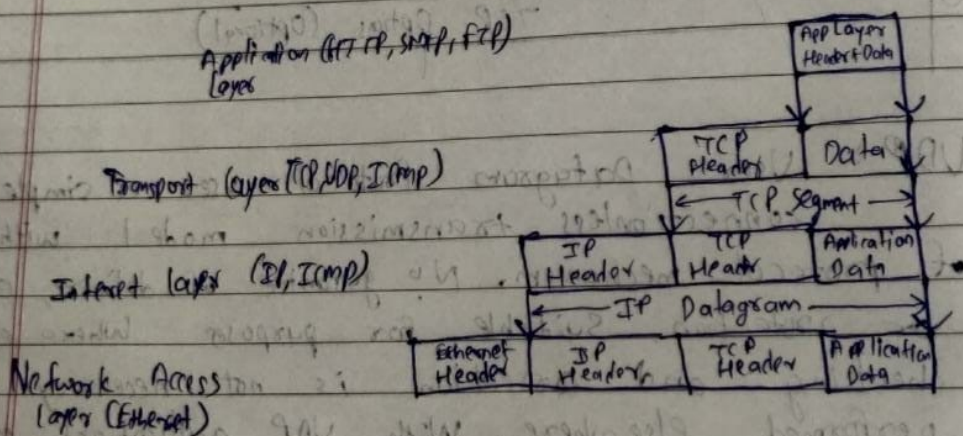 Application (HTTP, SMTP, FTP)
Layer
App Layer
Header+Data
Transport Layer (TCP, UDP, ICMP)
TCP
Header
Data
TCP Segment
Interet layer (IP, ICMP)
IP
Header
TCP
Headr
Application
Data
IP Datagram
Network Access
layer (Ethernet)
Ethernet
Header
IP
Header
TCP
Header
Application
Data